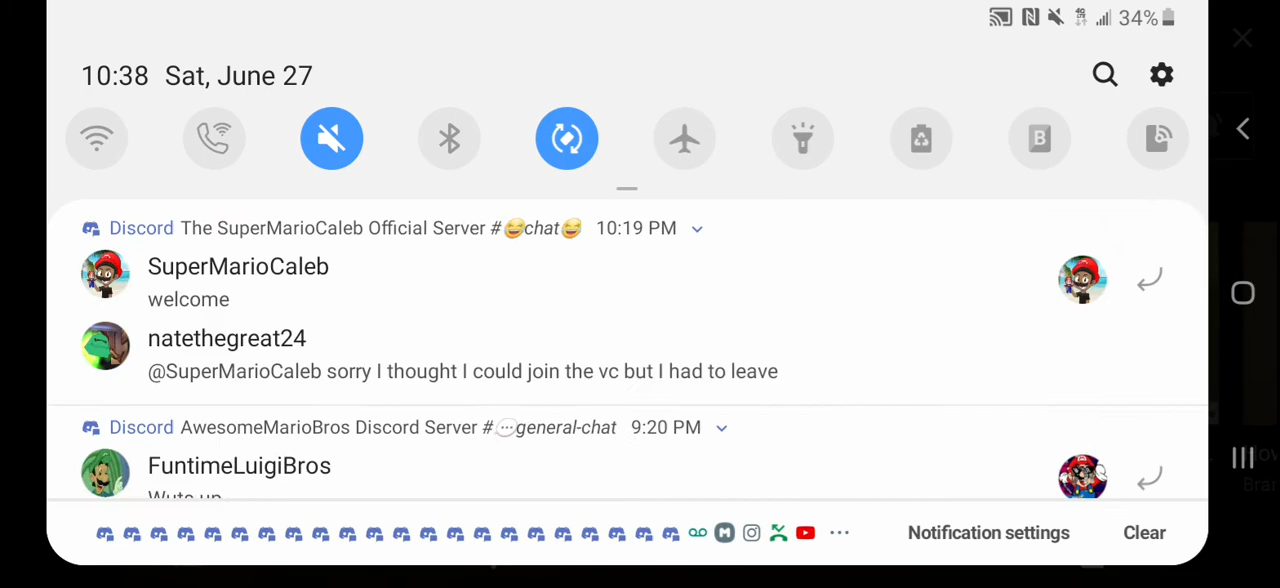 34%
10:38 Sat, June 27
Discord The SuperMarioCaleb Official Server #😂chat😂 10:19 PM
SuperMarioCaleb
welcome
natethegreat24
@SuperMarioCaleb sorry I thought I could join the vc but I had to leave
Discord AwesomeMarioBros Discord Server #💬general-chat 9:20 PM
FuntimeLuigiBros
Wuts up
Notification settings Clear